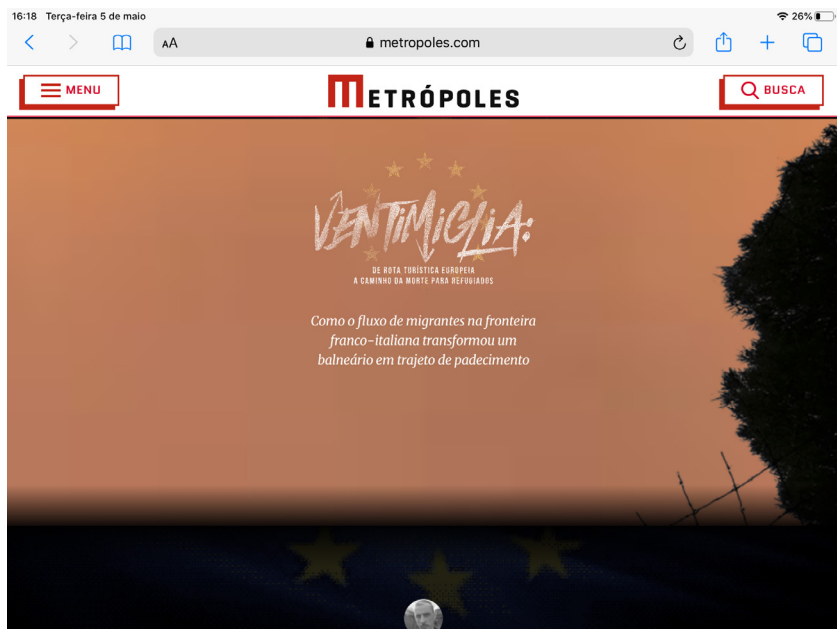 16:18 Terça-feira 5 de maio
26%
AA
metropoles.com
MENU
METRÓPOLES
BUSCA
VENTIMIGLIA:
DE ROTA TURÍSTICA EUROPEIA
A CAMINHO DA MORTE PARA REFUGIADOS
Como o fluxo de migrantes na fronteira
franco-italiana transformou um
balneário em trajeto de padecimento